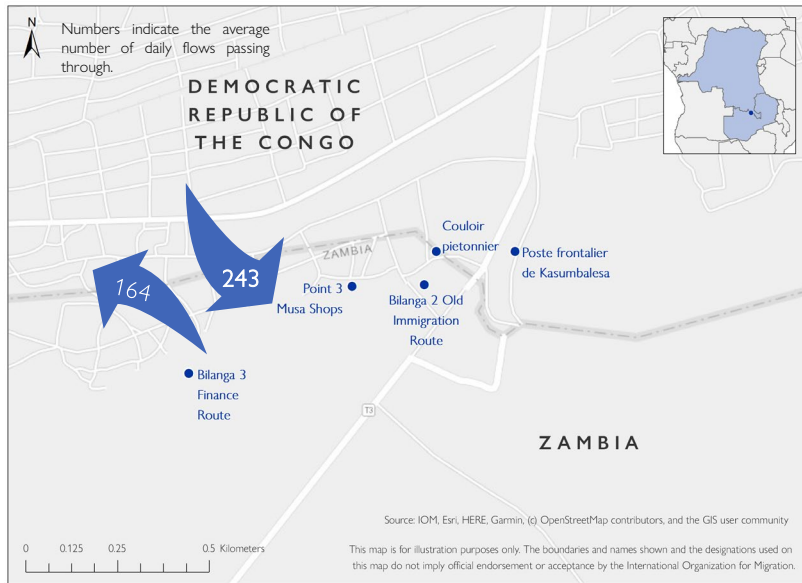 N
Numbers indicate the average
number of daily flows passing
through.
DEMOCRATIC
REPUBLIC OF
THE CONGO
ZAMBIA
Couloir
pietonnier
Poste frontalier
de Kasumbalesa
243
164
Point 3
Musa Shops
Bilanga 2 Old
Immigration
Route
Bilanga 3
Finance
Route
T3
ZAMBIA
Source: IOM, Esri, HERE, Garmin, (c) OpenStreetMap contributors, and the GIS user community
0 0.125 0.25 0.5 Kilometers
This map is for illustration purposes only. The boundaries and names shown and the designations used on
this map do not imply official endorsement or acceptance by the International Organization for Migration.